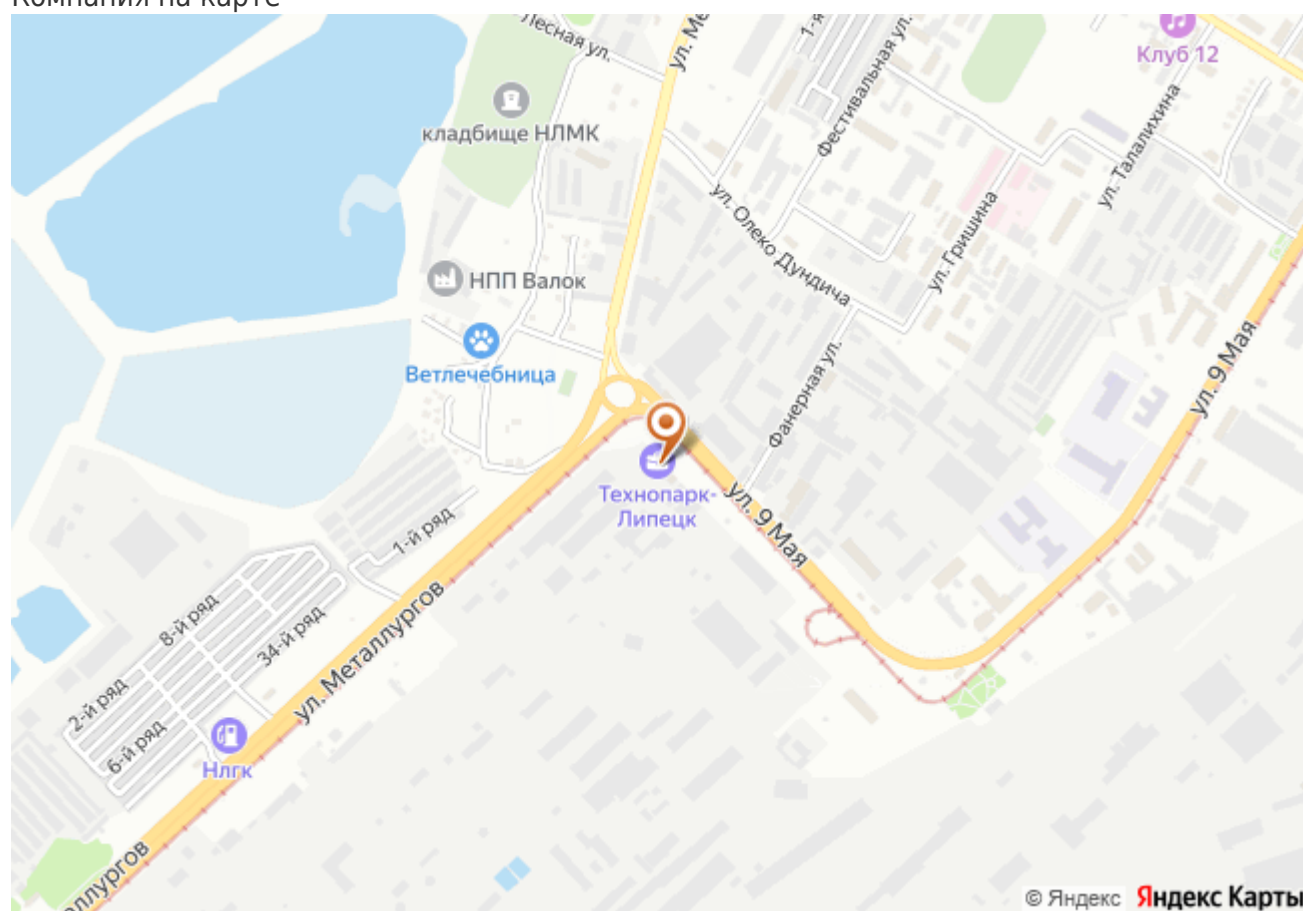 Компания на карте
Лесная ул.
ул. Ме
1-я
Клуб 12
кладбище НЛМК
Фестивальная ул.
ул. Талалихина
ул. Олеко Дундича
ул. Гришина
НПП Валок
Ветлечебница
ул. 9 Мая
Фанерная ул.
Технопарк-
Липецк
ул. 9 Мая
1-й ряд
8-й ряд
34-й ряд
ул. Металлургов
2-й ряд
6-й ряд
Нлгк
аллургов
© Яндекс Яндекс Карты